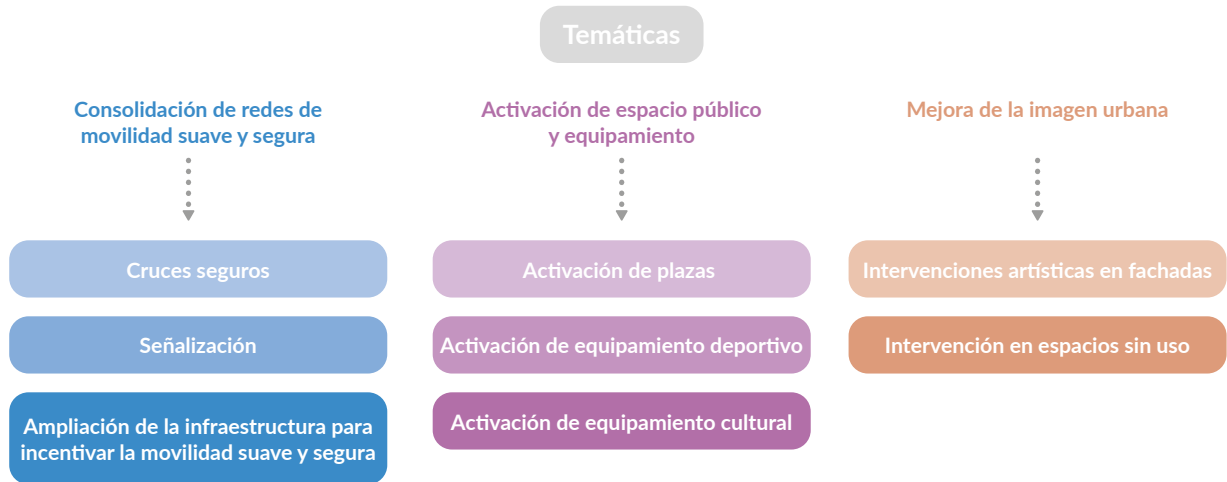 Temáticas
Consolidación de redes de
movilidad suave y segura
Cruces seguros
Señalización
Ampliación de la infraestructura para
incentivar la movilidad suave y segura
Activación de espacio público
y equipamiento
Activación de plazas
Activación de equipamiento deportivo
Activación de equipamiento cultural
Mejora de la imagen urbana
Intervenciones artísticas en fachadas
Intervención en espacios sin uso